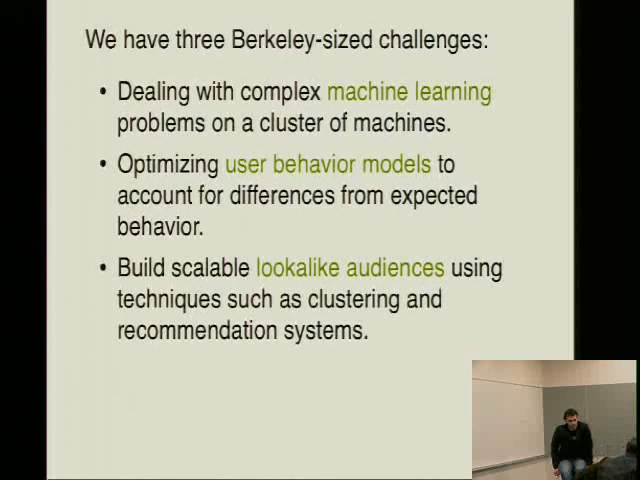 We have three Berkeley-sized challenges:
• Dealing with complex machine learning
problems on a cluster of machines.
• Optimizing user behavior models to
account for differences from expected
behavior.
• Build scalable lookalike audiences using
techniques such as clustering and
recommendation systems.